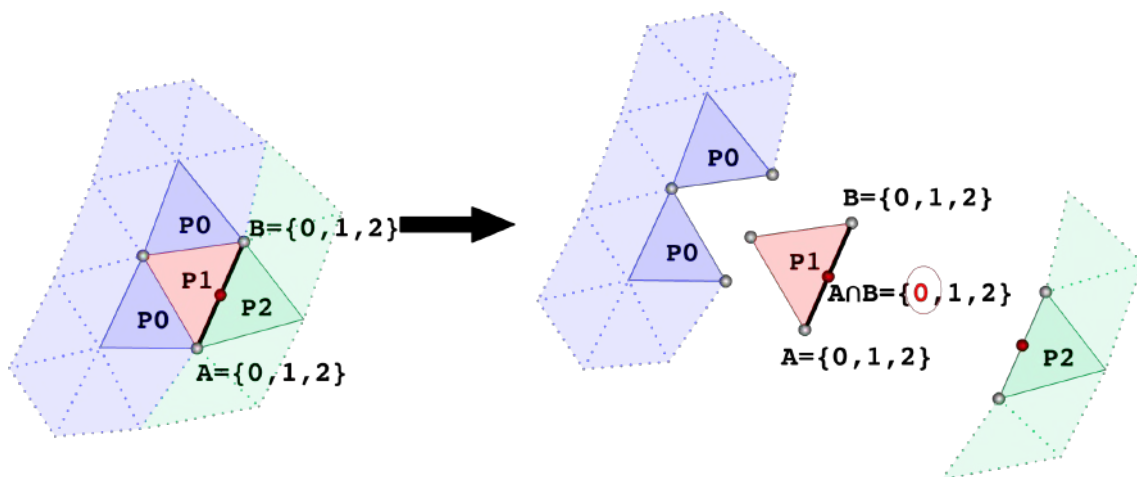 P0
B={0,1,2}
P1
P2
P0
A={0,1,2}
P0
B={0,1,2}
P0
P1
A∩B={0,1,2}
A={0,1,2}
P2